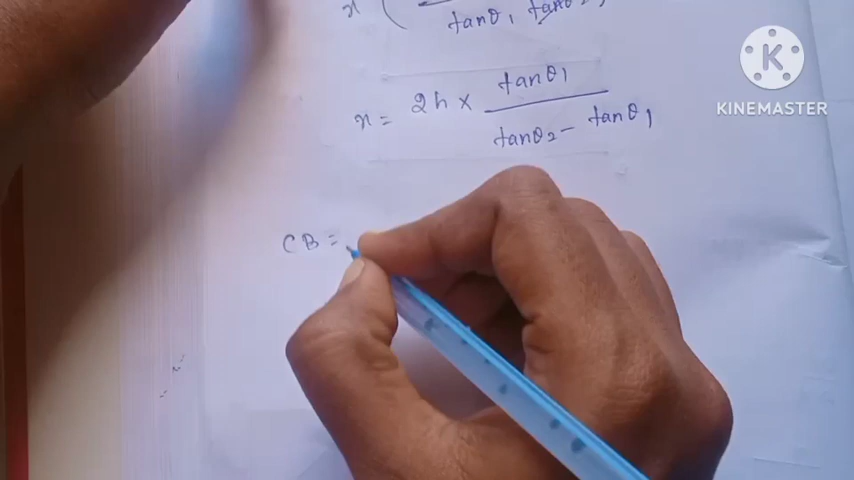 x (
tanθ₁ tanθ₂
x = 2h × tanθ₁
tanθ₂ − tanθ₁
CB =
K
KINEMASTER